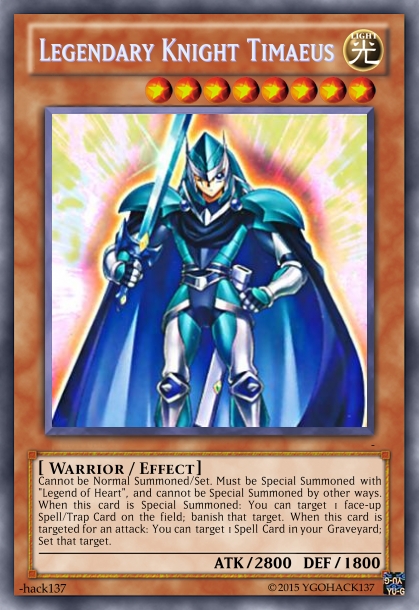 LEGENDARY KNIGHT TIMAEUS
LIGHT
光
-
[ WARRIOR / EFFECT]
Cannot be Normal Summoned/Set. Must be Special Summoned with
"Legend of Heart", and cannot be Special Summoned by other ways.
When this card is Special Summoned: You can target 1 face-up
Spell/Trap Card on the field; banish that target. When this card is
targeted for an attack: You can target 1 Spell Card in your Graveyard;
Set that target.
ATK/2800 DEF/1800
-hack137
©2015 YGOHACK137